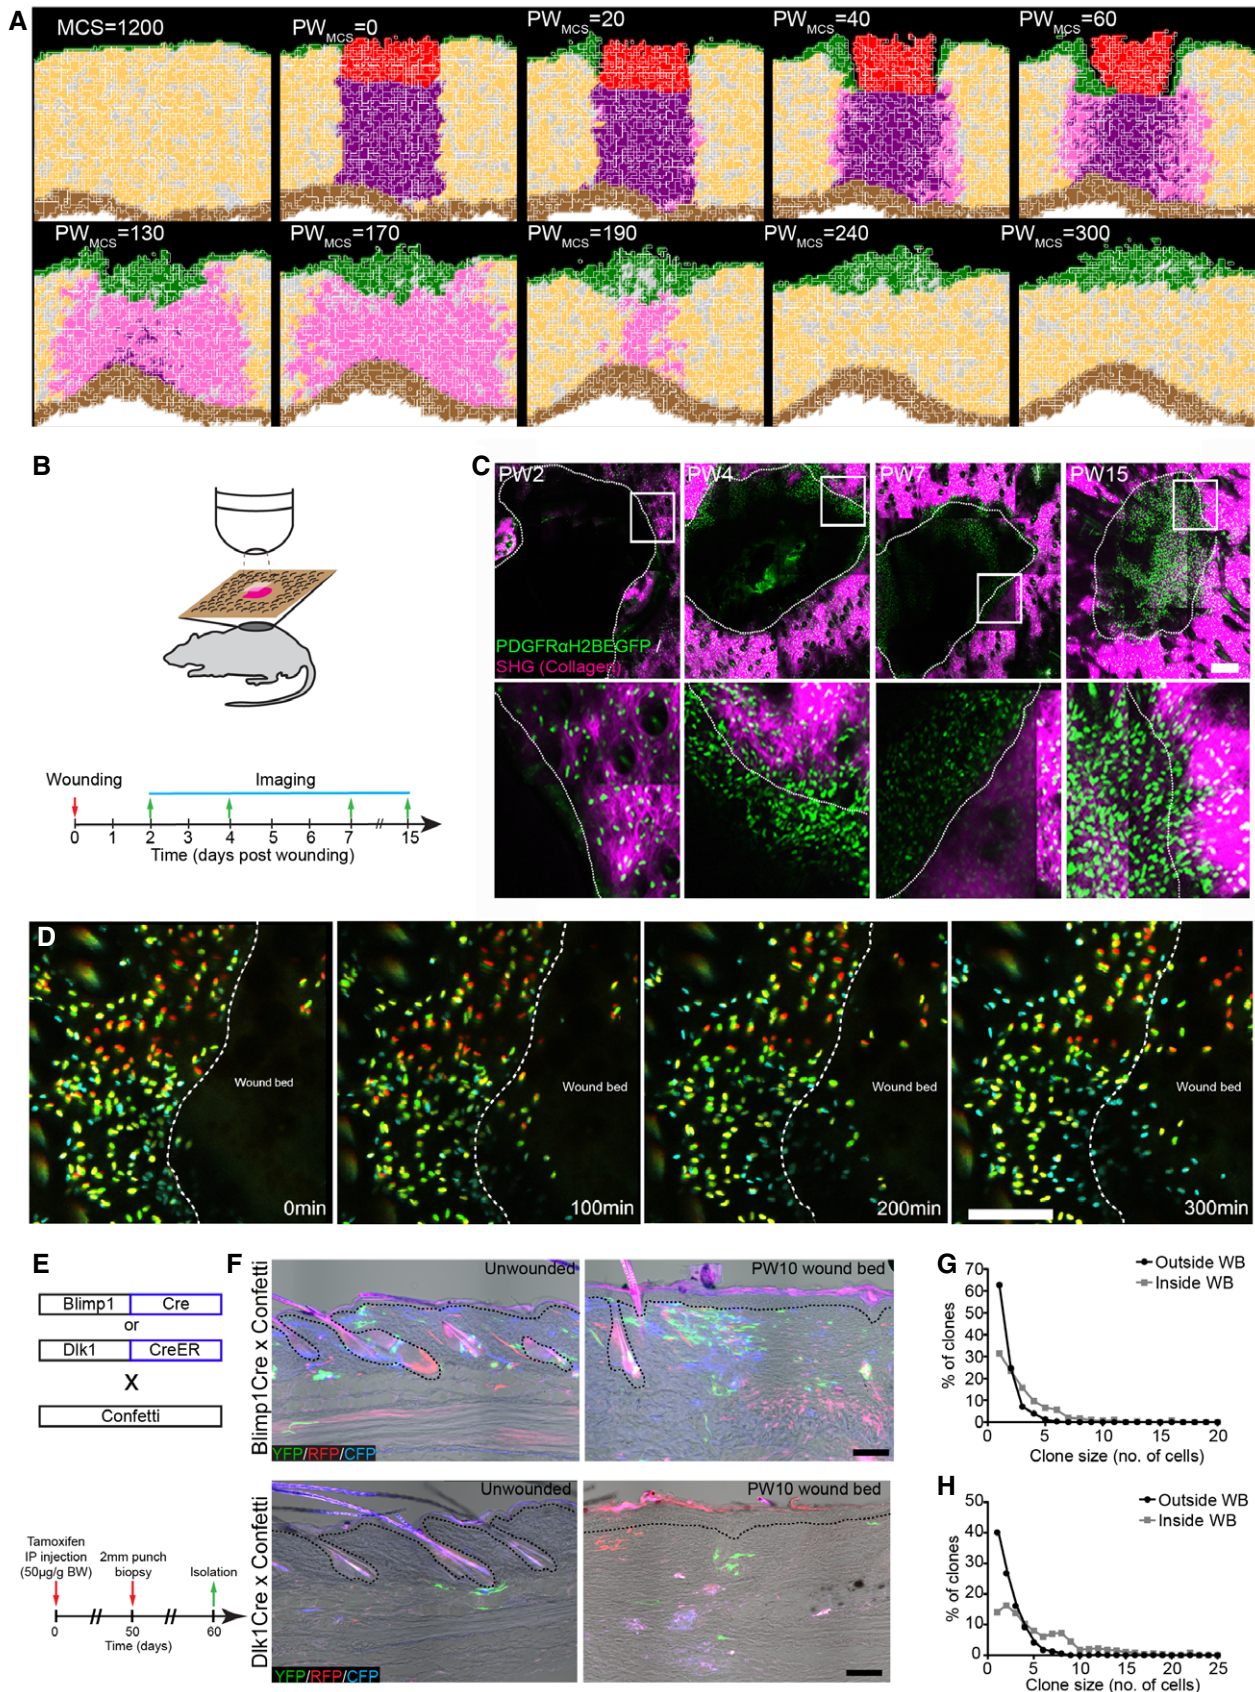 A
MCS=1200
PWMCS=0
PWMCS=20
PWMCS=40
PWMCS=60
PWMCS=130
PWMCS=170
PWMCS=190
PWMCS=240
PWMCS=300
B
Wounding
Imaging
0 1 2 3 4 5 6 7 15
Time (days post wounding)
C
PW2
PW4
PW7
PW15
PDGFRαH2BEGFP /
SHG (Collagen)
D
Wound bed
0min
Wound bed
100min
Wound bed
200min
Wound bed
300min
E
Blimp1 Cre
or
Dlk1 CreER
X
Confetti
Tamoxifen
IP injection
(50µg/g BW)
2mm punch
biopsy
Isolation
0 50 60
Time (days)
F
Blimp1Cre x Confetti
Unwounded
PW10 wound bed
YFP/RFP/CFP
Dlk1Cre x Confetti
Unwounded
PW10 wound bed
YFP/RFP/CFP
G
Outside WB
Inside WB
% of clones
70
60
50
40
30
20
10
0
0 5 10 15 20
Clone size (no. of cells)
H
Outside WB
Inside WB
% of clones
50
40
30
20
10
0
0 5 10 15 20 25
Clone size (no. of cells)